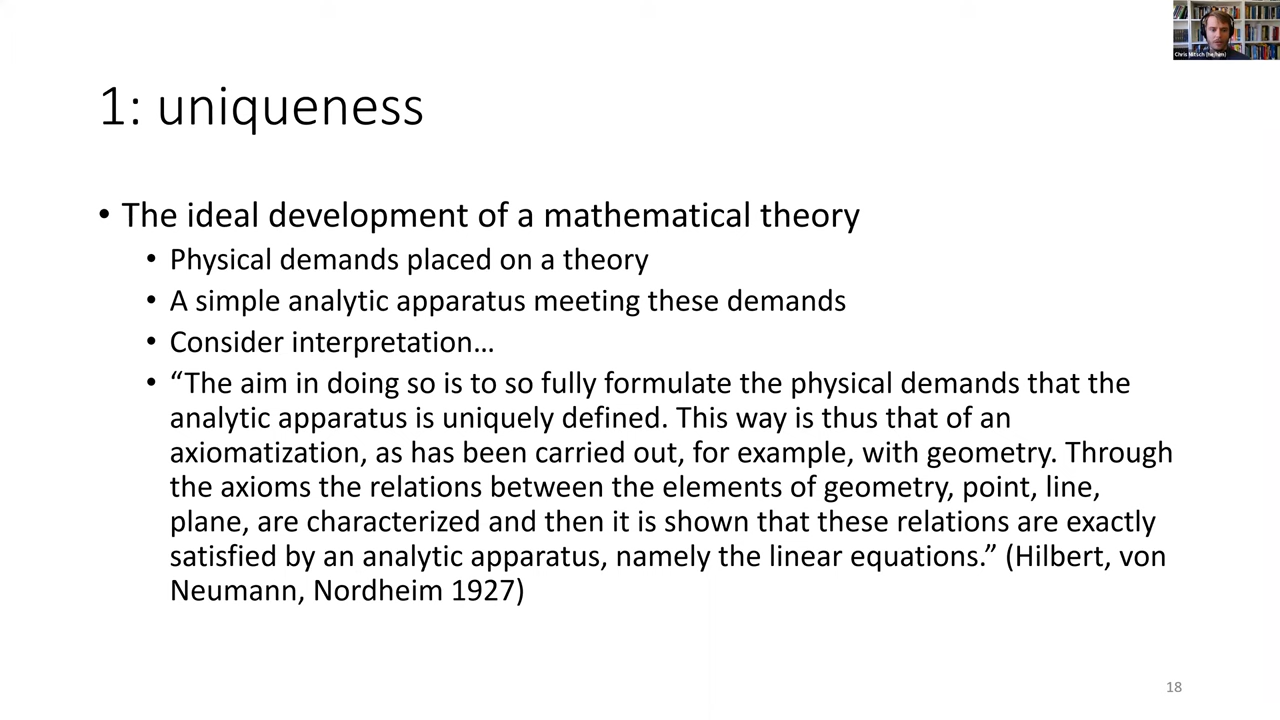 Chris Mitsch (he/him)
1: uniqueness
• The ideal development of a mathematical theory
• Physical demands placed on a theory
• A simple analytic apparatus meeting these demands
• Consider interpretation…
• “The aim in doing so is to so fully formulate the physical demands that the
analytic apparatus is uniquely defined. This way is thus that of an
axiomatization, as has been carried out, for example, with geometry. Through
the axioms the relations between the elements of geometry, point, line,
plane, are characterized and then it is shown that these relations are exactly
satisfied by an analytic apparatus, namely the linear equations.” (Hilbert, von
Neumann, Nordheim 1927)
18